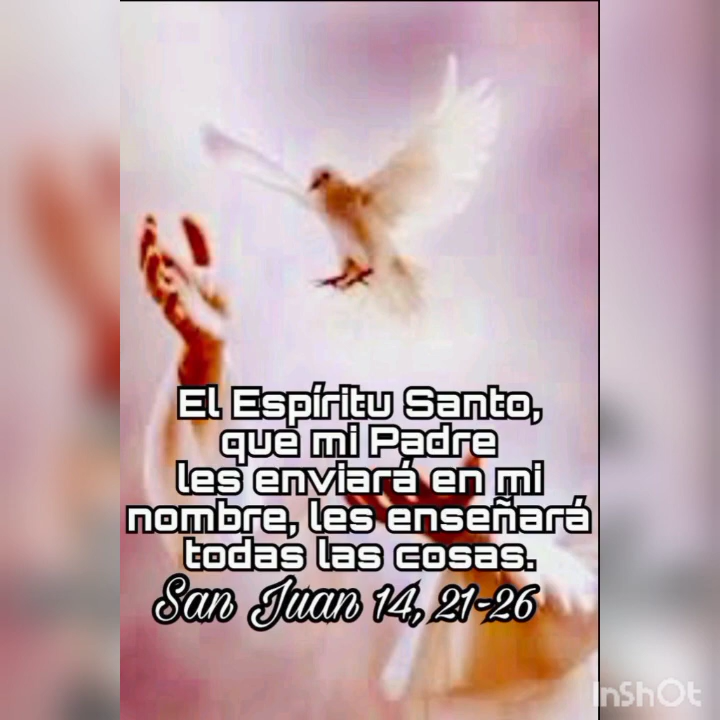 El Espíritu Santo,
que mi Padre
les enviará en mi
nombre, les enseñará
todas las cosas.
San Juan 14, 21-26
InShOt